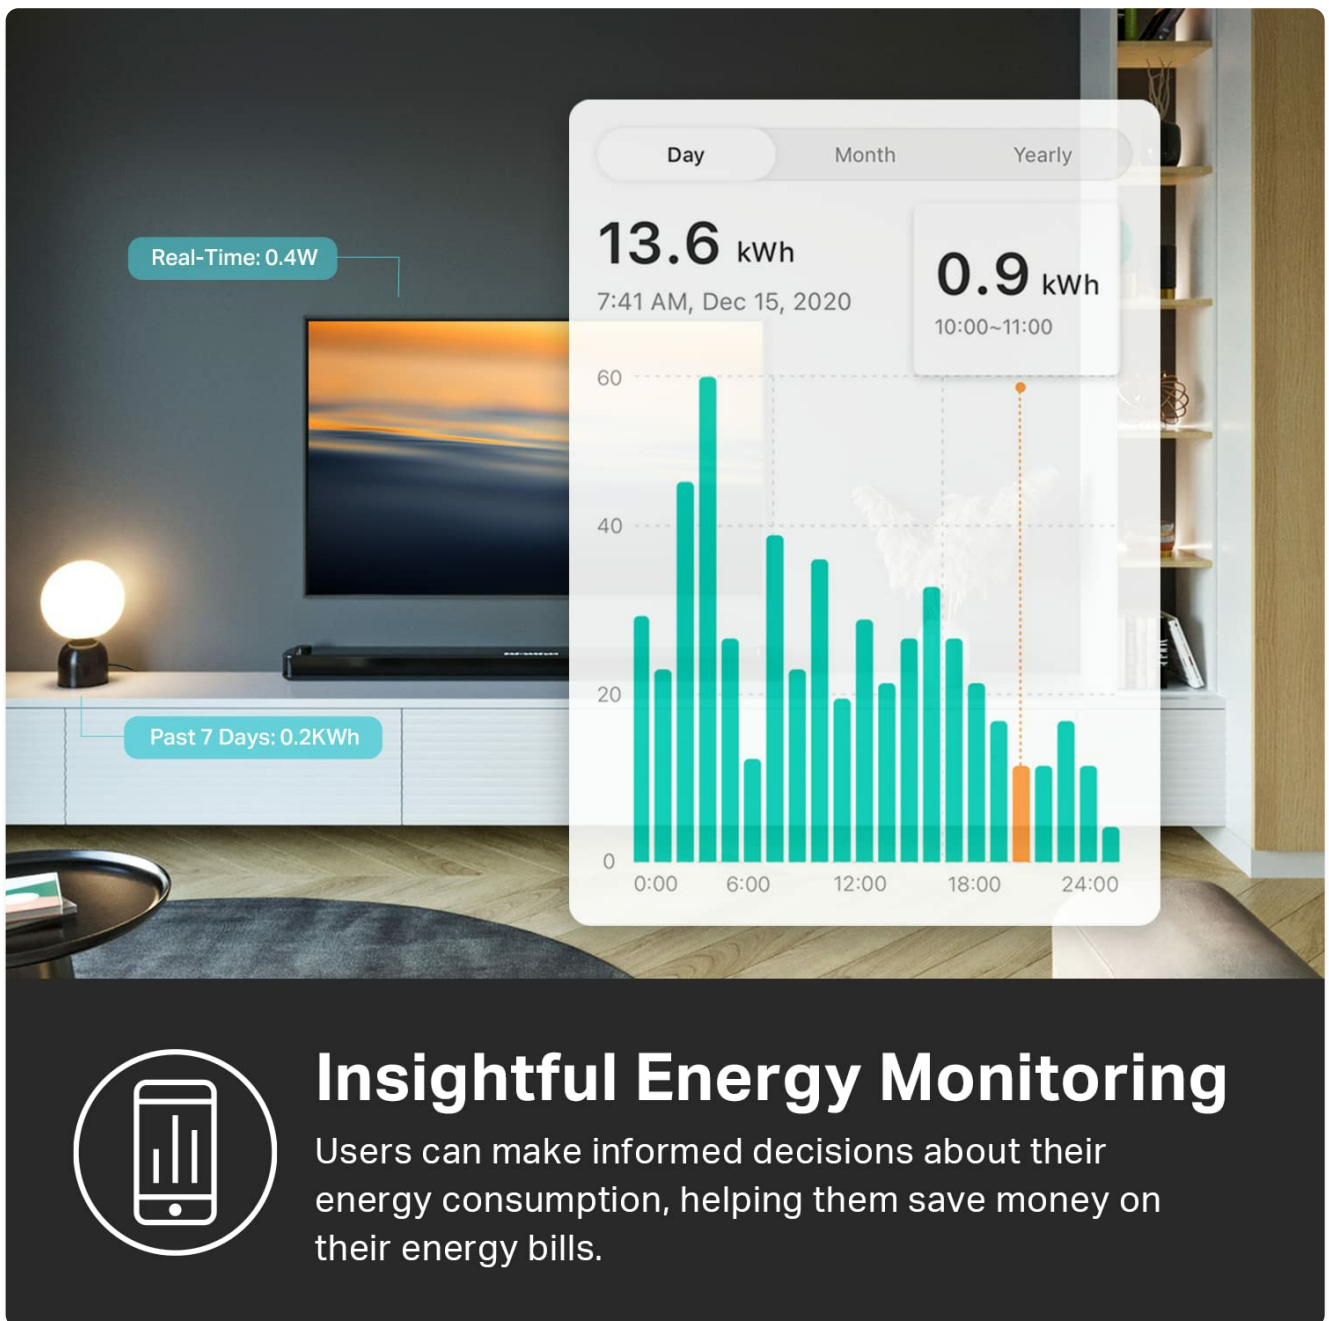 Day
Month
Yearly
13.6 kWh
7:41 AM, Dec 15, 2020
0.9 kWh
10:00~11:00
Real-Time: 0.4W
60
40
20
0
0:00
6:00
12:00
18:00
24:00
Past 7 Days: 0.2KWh
Insightful Energy Monitoring
Users can make informed decisions about their
energy consumption, helping them save money on
their energy bills.